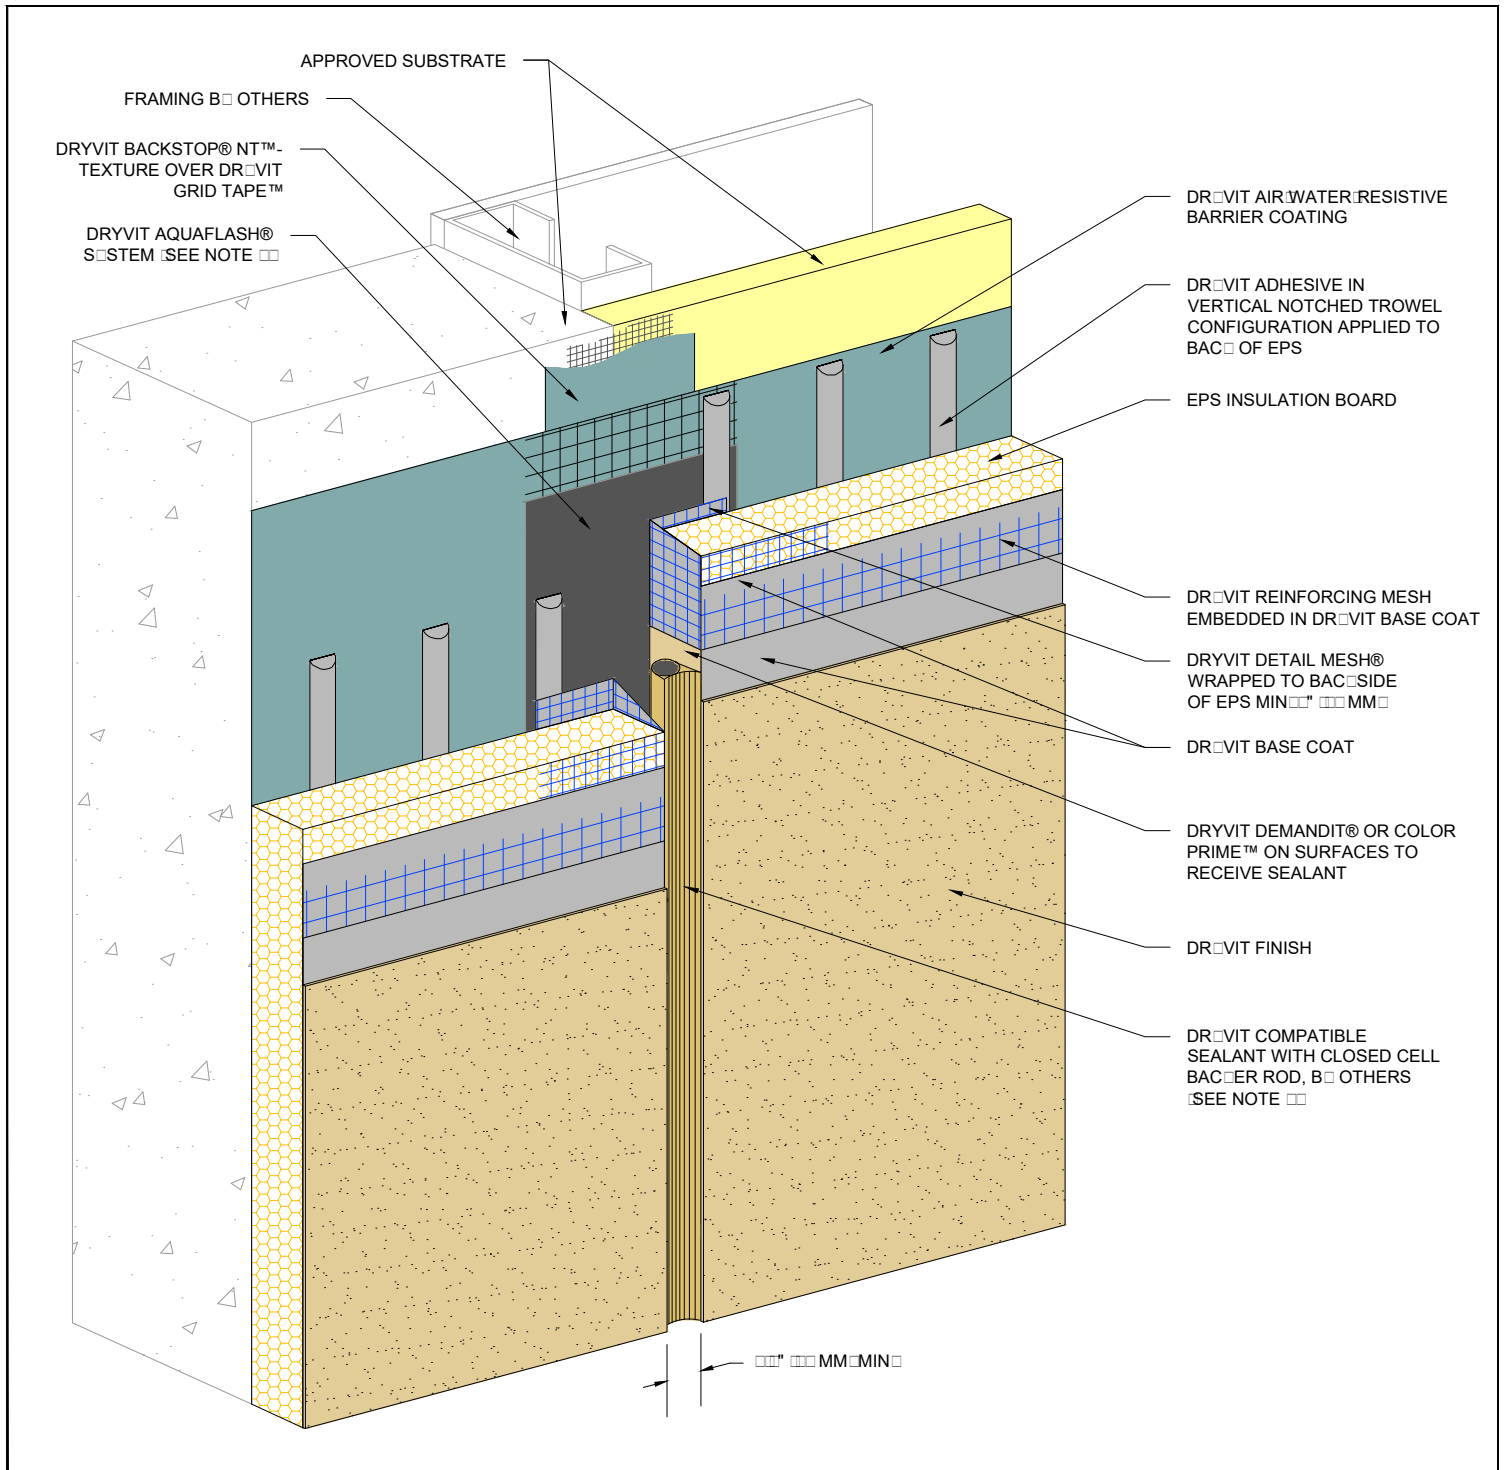 APPROVED SUBSTRATE
FRAMING B□ OTHERS
DRYVIT BACKSTOP® NT™-
TEXTURE OVER DR□VIT
GRID TAPE™
DRYVIT AQUAFLASH®
S□STEM □SEE NOTE □□
DR□VIT AIR□WATER□RESISTIVE
BARRIER COATING
DR□VIT ADHESIVE IN
VERTICAL NOTCHED TROWEL
CONFIGURATION APPLIED TO
BAC□ OF EPS
EPS INSULATION BOARD
DR□VIT REINFORCING MESH
EMBEDDED IN DR□VIT BASE COAT
DRYVIT DETAIL MESH®
WRAPPED TO BAC□SIDE
OF EPS MIN□□" □□□ MM□
DR□VIT BASE COAT
DRYVIT DEMANDIT® OR COLOR
PRIME™ ON SURFACES TO
RECEIVE SEALANT
DR□VIT FINISH
DR□VIT COMPATIBLE
SEALANT WITH CLOSED CELL
BAC□ER ROD, B□ OTHERS
□SEE NOTE □□
□□□" □□□ MM□MIN□